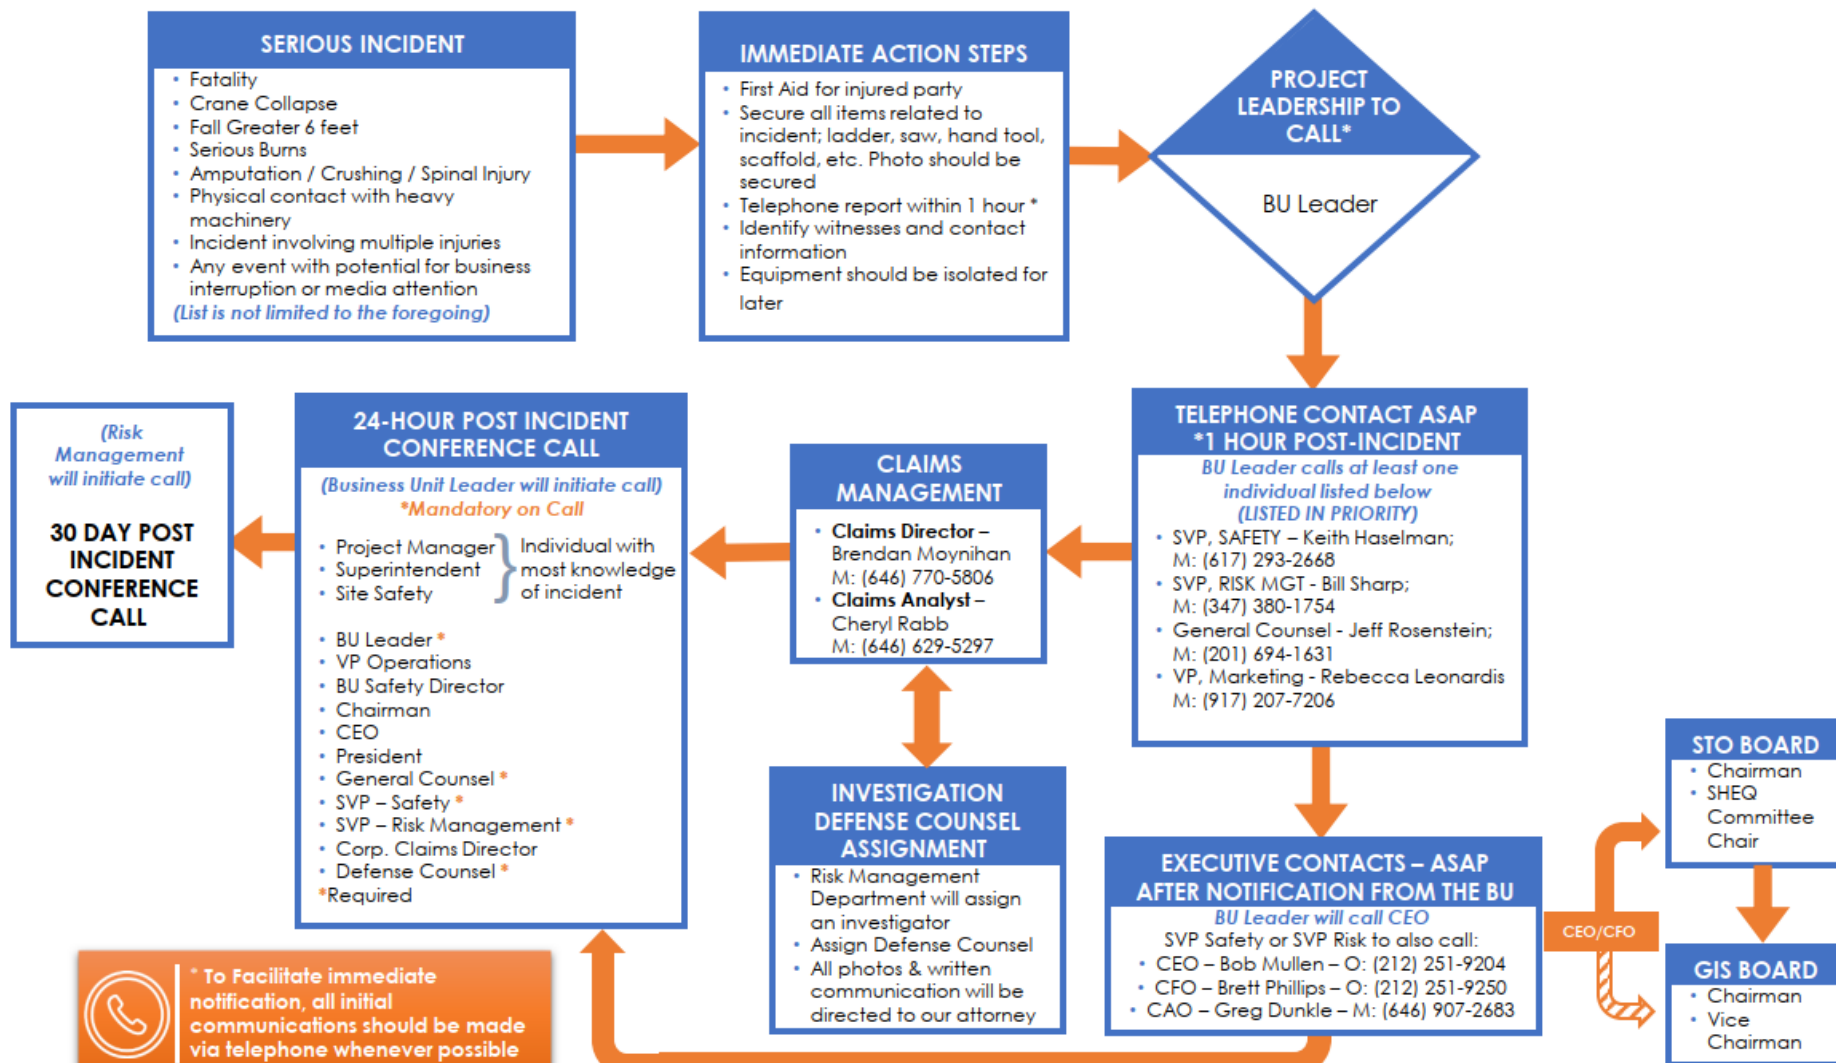 SERIOUS INCIDENT
• Fatality
• Crane Collapse
• Fall Greater 6 feet
• Serious Burns
• Amputation / Crushing / Spinal Injury
• Physical contact with heavy
machinery
• Incident involving multiple injuries
• Any event with potential for business
interruption or media attention
(List is not limited to the foregoing)
IMMEDIATE ACTION STEPS
• First Aid for injured party
• Secure all items related to
incident; ladder, saw, hand tool,
scaffold, etc. Photo should be
secured
• Telephone report within 1 hour *
• Identify witnesses and contact
information
• Equipment should be isolated for
later
PROJECT
LEADERSHIP TO
CALL*
BU Leader
TELEPHONE CONTACT ASAP
*1 HOUR POST-INCIDENT
BU Leader calls at least one
individual listed below
(LISTED IN PRIORITY)
• SVP, SAFETY – Keith Haselman;
M: (617) 293-2668
• SVP, RISK MGT - Bill Sharp;
M: (347) 380-1754
• General Counsel - Jeff Rosenstein;
M: (201) 694-1631
• VP, Marketing - Rebecca Leonardis
M: (917) 207-7206
CLAIMS
MANAGEMENT
• Claims Director –
Brendan Moynihan
M: (646) 770-5806
• Claims Analyst –
Cheryl Rabb
M: (646) 629-5297
24-HOUR POST INCIDENT
CONFERENCE CALL
(Business Unit Leader will initiate call)
*Mandatory on Call
• Project Manager
• Superintendent
• Site Safety
Individual with
most knowledge
of incident
• BU Leader *
• VP Operations
• BU Safety Director
• Chairman
• CEO
• President
• General Counsel *
• SVP – Safety *
• SVP – Risk Management *
• Corp. Claims Director
• Defense Counsel *
*Required
(Risk
Management
will initiate call)
30 DAY POST
INCIDENT
CONFERENCE
CALL
INVESTIGATION
DEFENSE COUNSEL
ASSIGNMENT
• Risk Management
Department will assign
an investigator
• Assign Defense Counsel
• All photos & written
communication will be
directed to our attorney
EXECUTIVE CONTACTS – ASAP
AFTER NOTIFICATION FROM THE BU
BU Leader will call CEO
SVP Safety or SVP Risk to also call:
• CEO – Bob Mullen – O: (212) 251-9204
• CFO – Brett Phillips – O: (212) 251-9250
• CAO – Greg Dunkle – M: (646) 907-2683
CEO/CFO
STO BOARD
• Chairman
• SHEQ
Committee
Chair
GIS BOARD
• Chairman
• Vice
Chairman
* To Facilitate immediate
notification, all initial
communications should be made
via telephone whenever possible